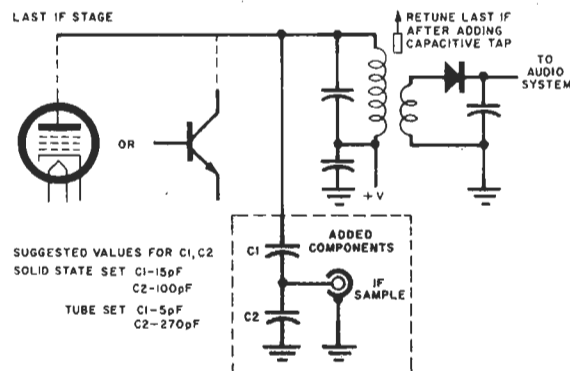 LAST IF STAGE
RETUNE LAST IF
AFTER ADDING
CAPACITIVE TAP
TO
AUDIO
SYSTEM
OR
+V
ADDED
COMPONENTS
C1
IF
SAMPLE
C2
SUGGESTED VALUES FOR C1,C2
SOLID STATE SET C1-15pF
C2-100pF
TUBE SET C1-5pF
C2-270pF